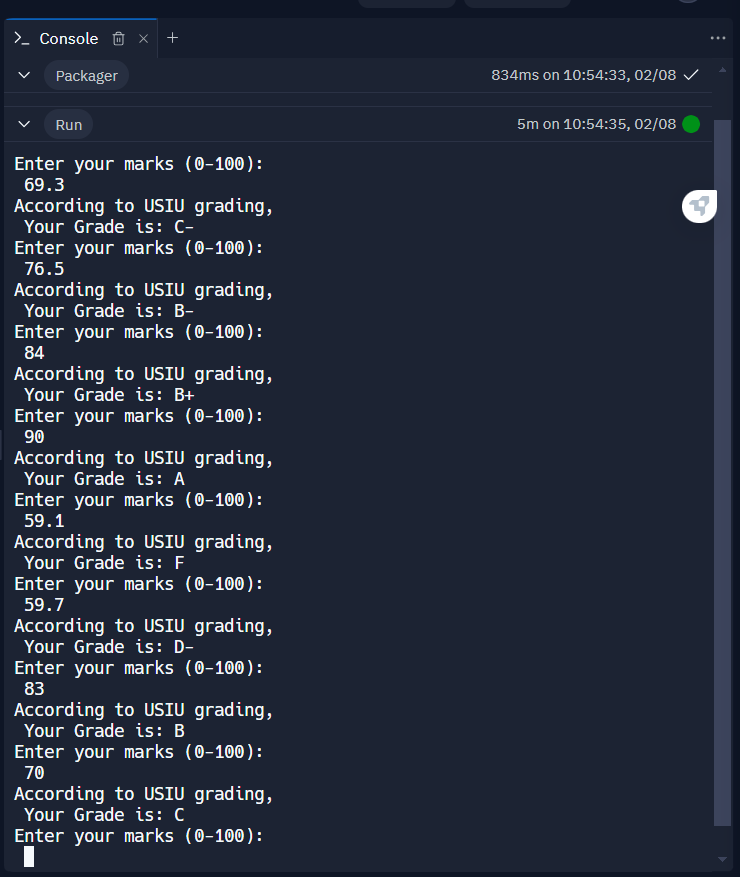 Console
Packager
834ms on 10:54:33, 02/08
Run
5m on 10:54:35, 02/08
Enter your marks (0-100):
69.3
According to USIU grading,
Your Grade is: C-
Enter your marks (0-100):
76.5
According to USIU grading,
Your Grade is: B-
Enter your marks (0-100):
84
According to USIU grading,
Your Grade is: B+
Enter your marks (0-100):
90
According to USIU grading,
Your Grade is: A
Enter your marks (0-100):
59.1
According to USIU grading,
Your Grade is: F
Enter your marks (0-100):
59.7
According to USIU grading,
Your Grade is: D-
Enter your marks (0-100):
83
According to USIU grading,
Your Grade is: B
Enter your marks (0-100):
70
According to USIU grading,
Your Grade is: C
Enter your marks (0-100):